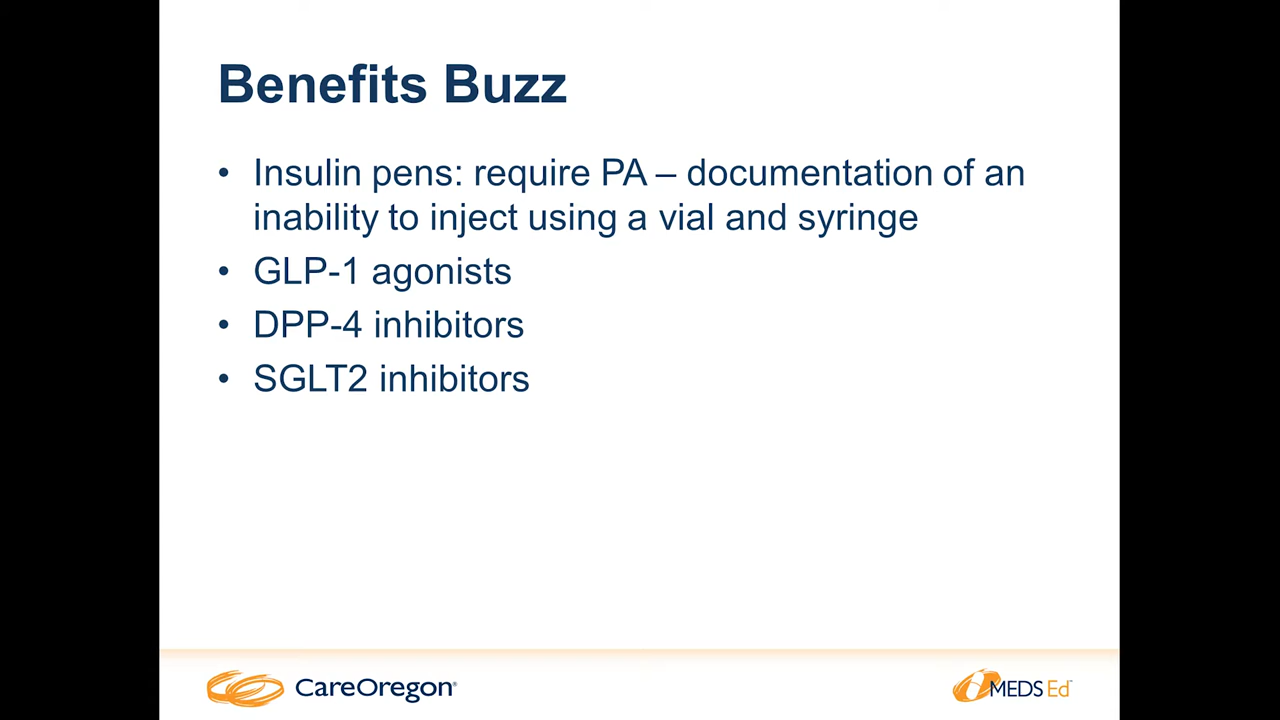 Benefits Buzz
• Insulin pens: require PA – documentation of an
inability to inject using a vial and syringe
• GLP-1 agonists
• DPP-4 inhibitors
• SGLT2 inhibitors
CareOregon®
MEDS Ed™